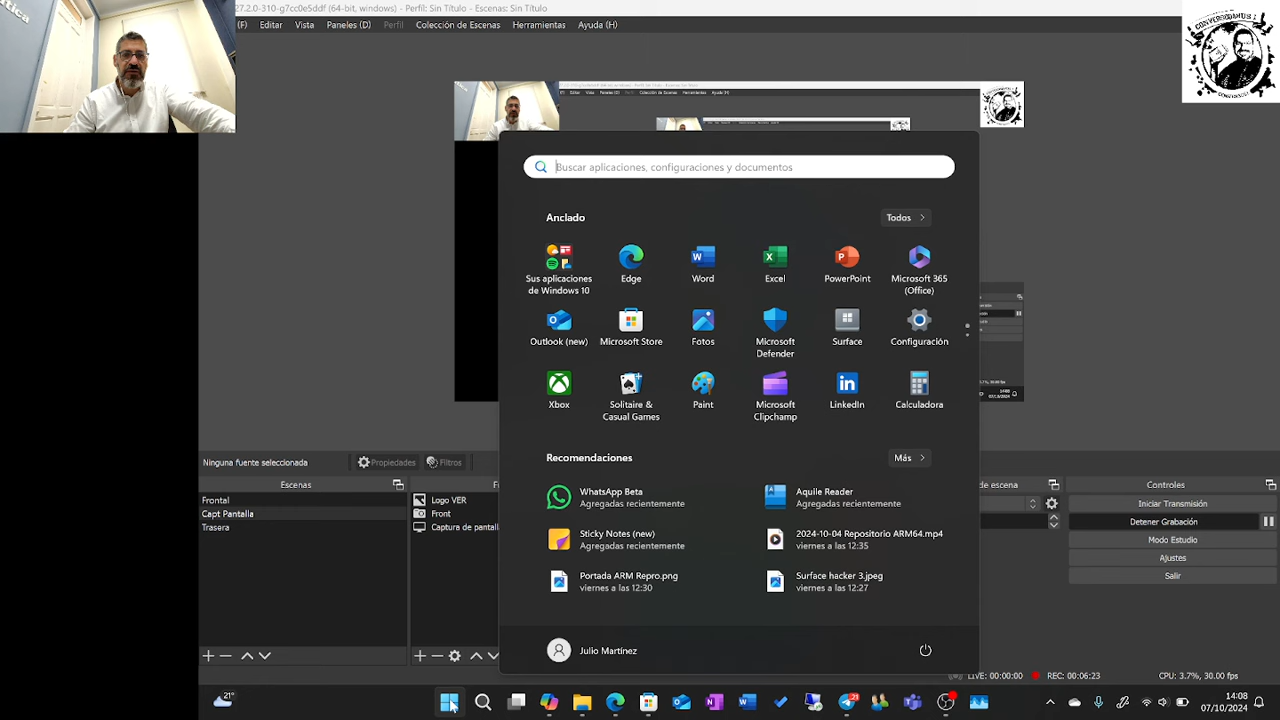 27.2.0-310-g7cc0e5ddf (64-bit, windows) - Perfil: Sin Título - Escenas: Sin Título
(F) Editar Vista Paneles (D) Perfil Colección de Escenas Herramientas Ayuda (H)
CONVERSEMOS
Buscar aplicaciones, configuraciones y documentos
Anclado
Todos
Sus aplicaciones de Windows 10
Edge
Word
Excel
PowerPoint
Microsoft 365 (Office)
Outlook (new)
Microsoft Store
Fotos
Microsoft Defender
Surface
Configuración
Xbox
Solitaire & Casual Games
Paint
Microsoft Clipchamp
LinkedIn
Calculadora
Recomendaciones
Más
WhatsApp Beta
Agregadas recientemente
Aquile Reader
Agregadas recientemente
Sticky Notes (new)
Agregadas recientemente
2024-10-04 Repositorio ARM64.mp4
viernes a las 12:35
Portada ARM Repro.png
viernes a las 12:30
Surface hacker 3.jpeg
viernes a las 12:27
Julio Martínez
Ninguna fuente seleccionada
Propiedades
Filtros
Escenas
Frontal
Capt Pantalla
Trasera
Logo VER
Front
Captura de pantal
de escena
Controles
Iniciar Transmisión
Detener Grabación
Modo Estudio
Ajustes
Salir
LIVE: 00:00:00 REC: 00:06:23 CPU: 3.7%, 30.00 fps
21°
21
14:08
07/10/2024